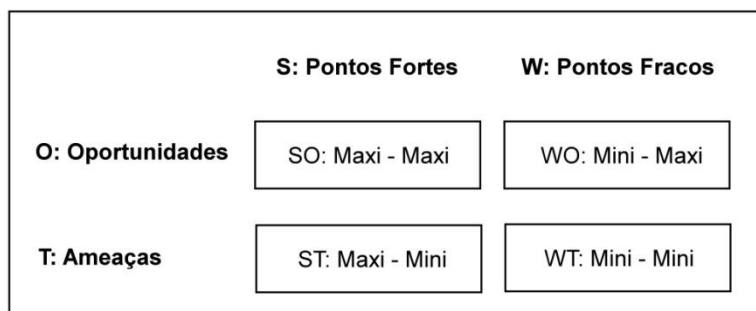 S: Pontos Fortes W: Pontos Fracos
O: Oportunidades SO: Maxi - Maxi WO: Mini - Maxi
T: Ameaças ST: Maxi - Mini WT: Mini - Mini